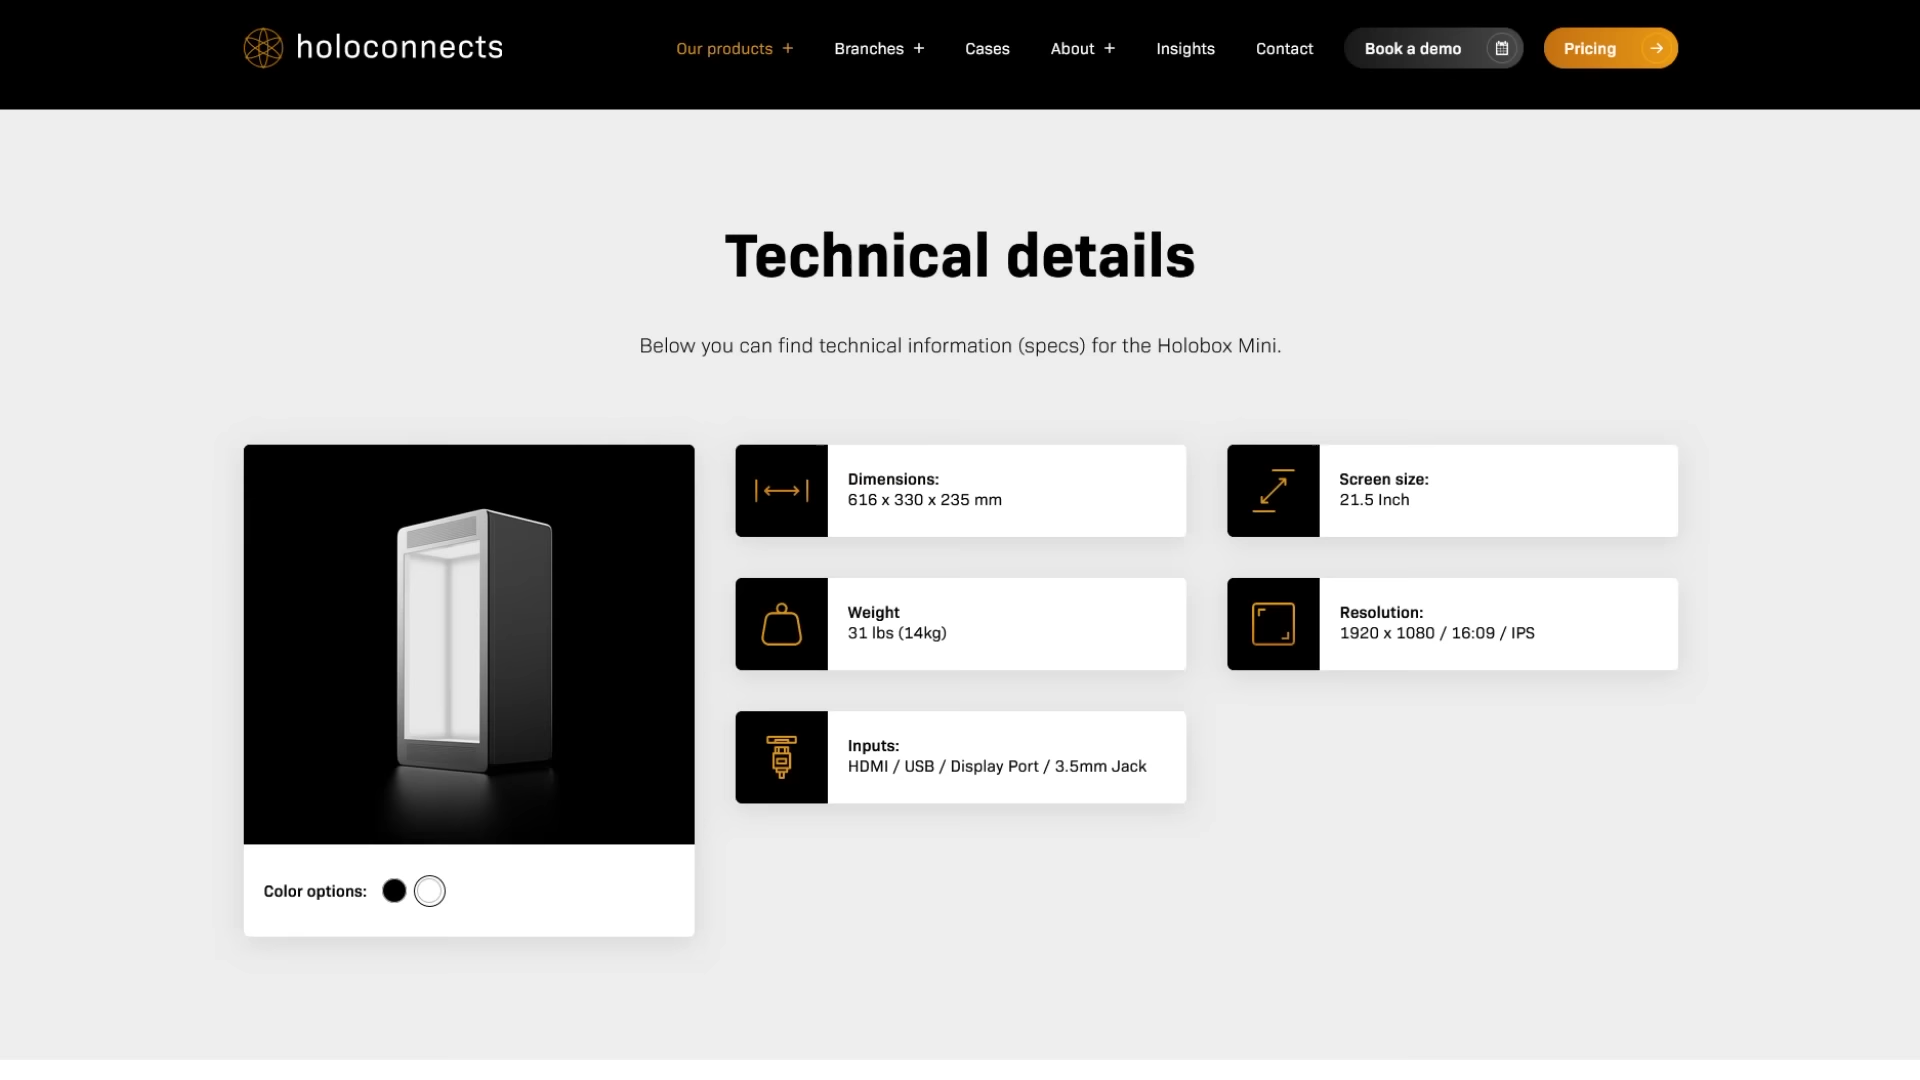 holoconnects
Our products +
Branches +
Cases
About +
Insights
Contact
Book a demo
Pricing
Technical details
Below you can find technical information (specs) for the Holobox Mini.
Dimensions:
616 x 330 x 235 mm
Screen size:
21.5 Inch
Weight
31 lbs (14kg)
Resolution:
1920 x 1080 / 16:09 / IPS
Inputs:
HDMI / USB / Display Port / 3.5mm Jack
Color options: